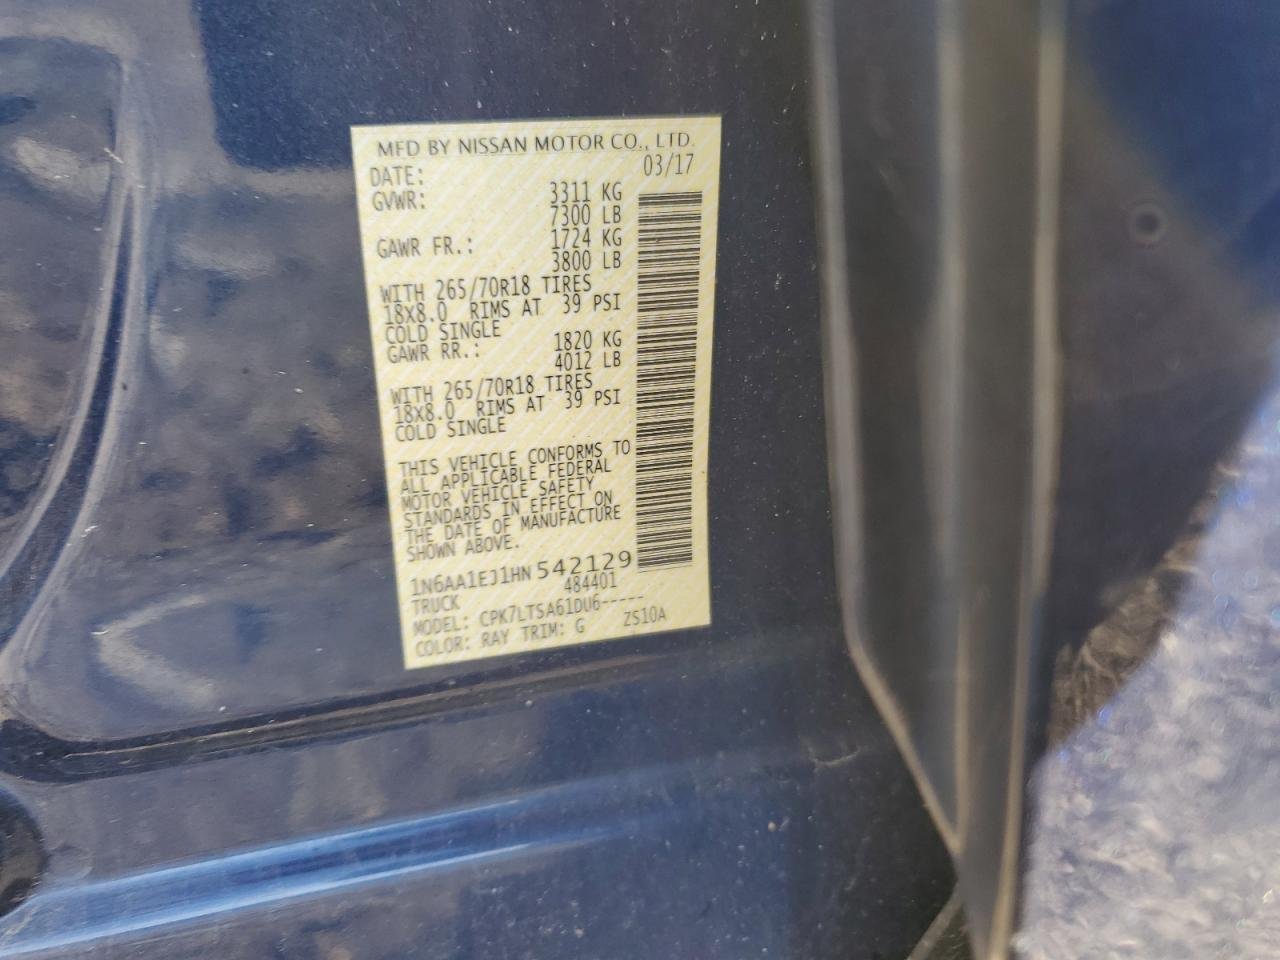 MFD BY NISSAN MOTOR CO., LTD.
DATE: 03/17
GVWR: 3311 KG
7300 LB
GAWR FR.: 1724 KG
3800 LB
WITH 265/70R18 TIRES
18X8.0 RIMS AT 39 PSI
COLD SINGLE
GAWR RR.: 1820 KG
4012 LB
WITH 265/70R18 TIRES
18X8.0 RIMS AT 39 PSI
COLD SINGLE
THIS VEHICLE CONFORMS TO
ALL APPLICABLE FEDERAL
MOTOR VEHICLE SAFETY
STANDARDS IN EFFECT ON
THE DATE OF MANUFACTURE
SHOWN ABOVE.
1N6AA1EJ1HN542129
TRUCK 484401
MODEL: CPK7LTSA61DU6-----
COLOR: RAY TRIM: G ZS10A